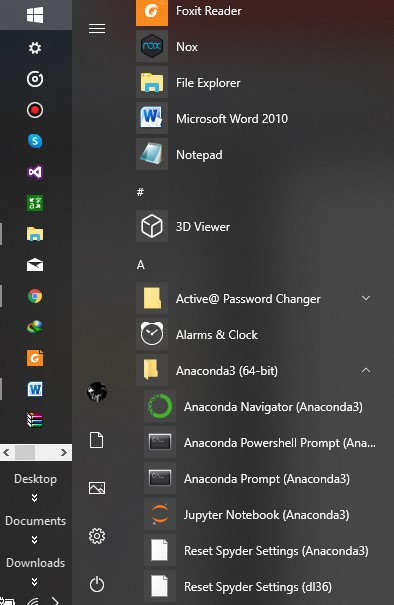 Foxit Reader
Nox
File Explorer
Microsoft Word 2010
Notepad
#
3D Viewer
A
Active@ Password Changer
Alarms & Clock
Anaconda3 (64-bit)
Anaconda Navigator (Anaconda3)
Anaconda Powershell Prompt (Ana...
Anaconda Prompt (Anaconda3)
Jupyter Notebook (Anaconda3)
Reset Spyder Settings (Anaconda3)
Reset Spyder Settings (dl36)
Desktop
Documents
Downloads